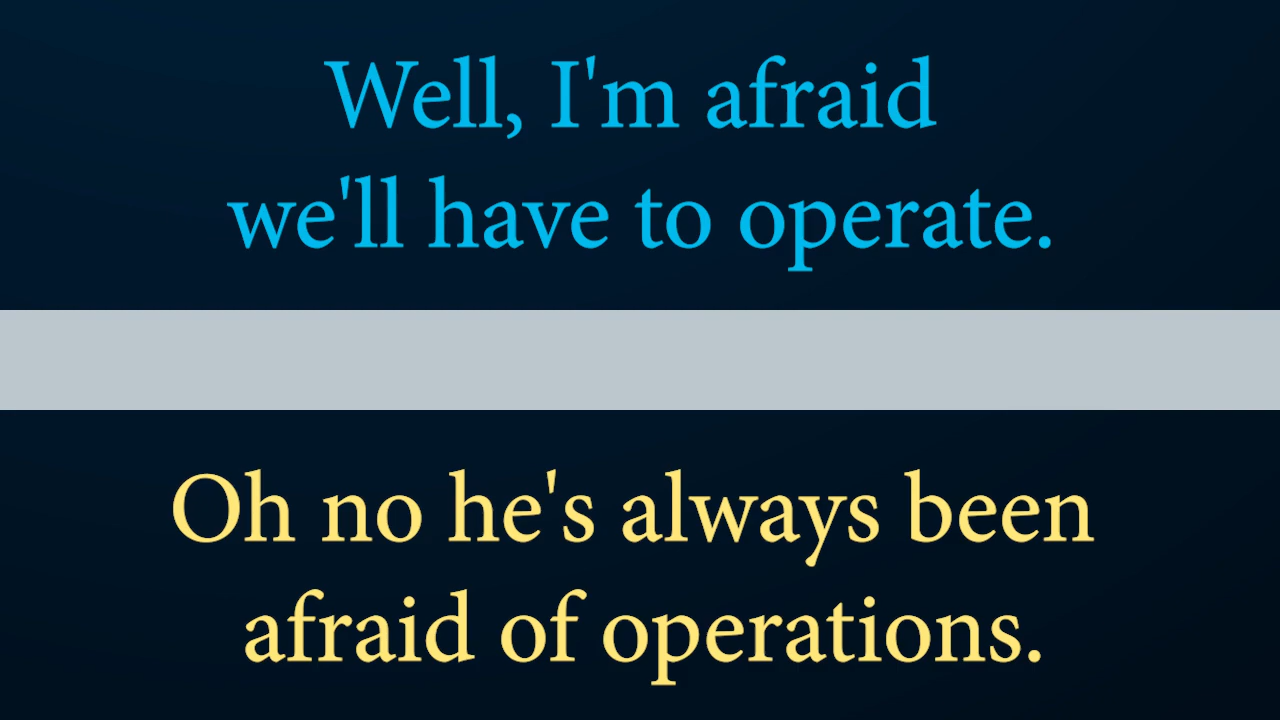 Well, I'm afraid
we'll have to operate.
Oh no he's always been
afraid of operations.